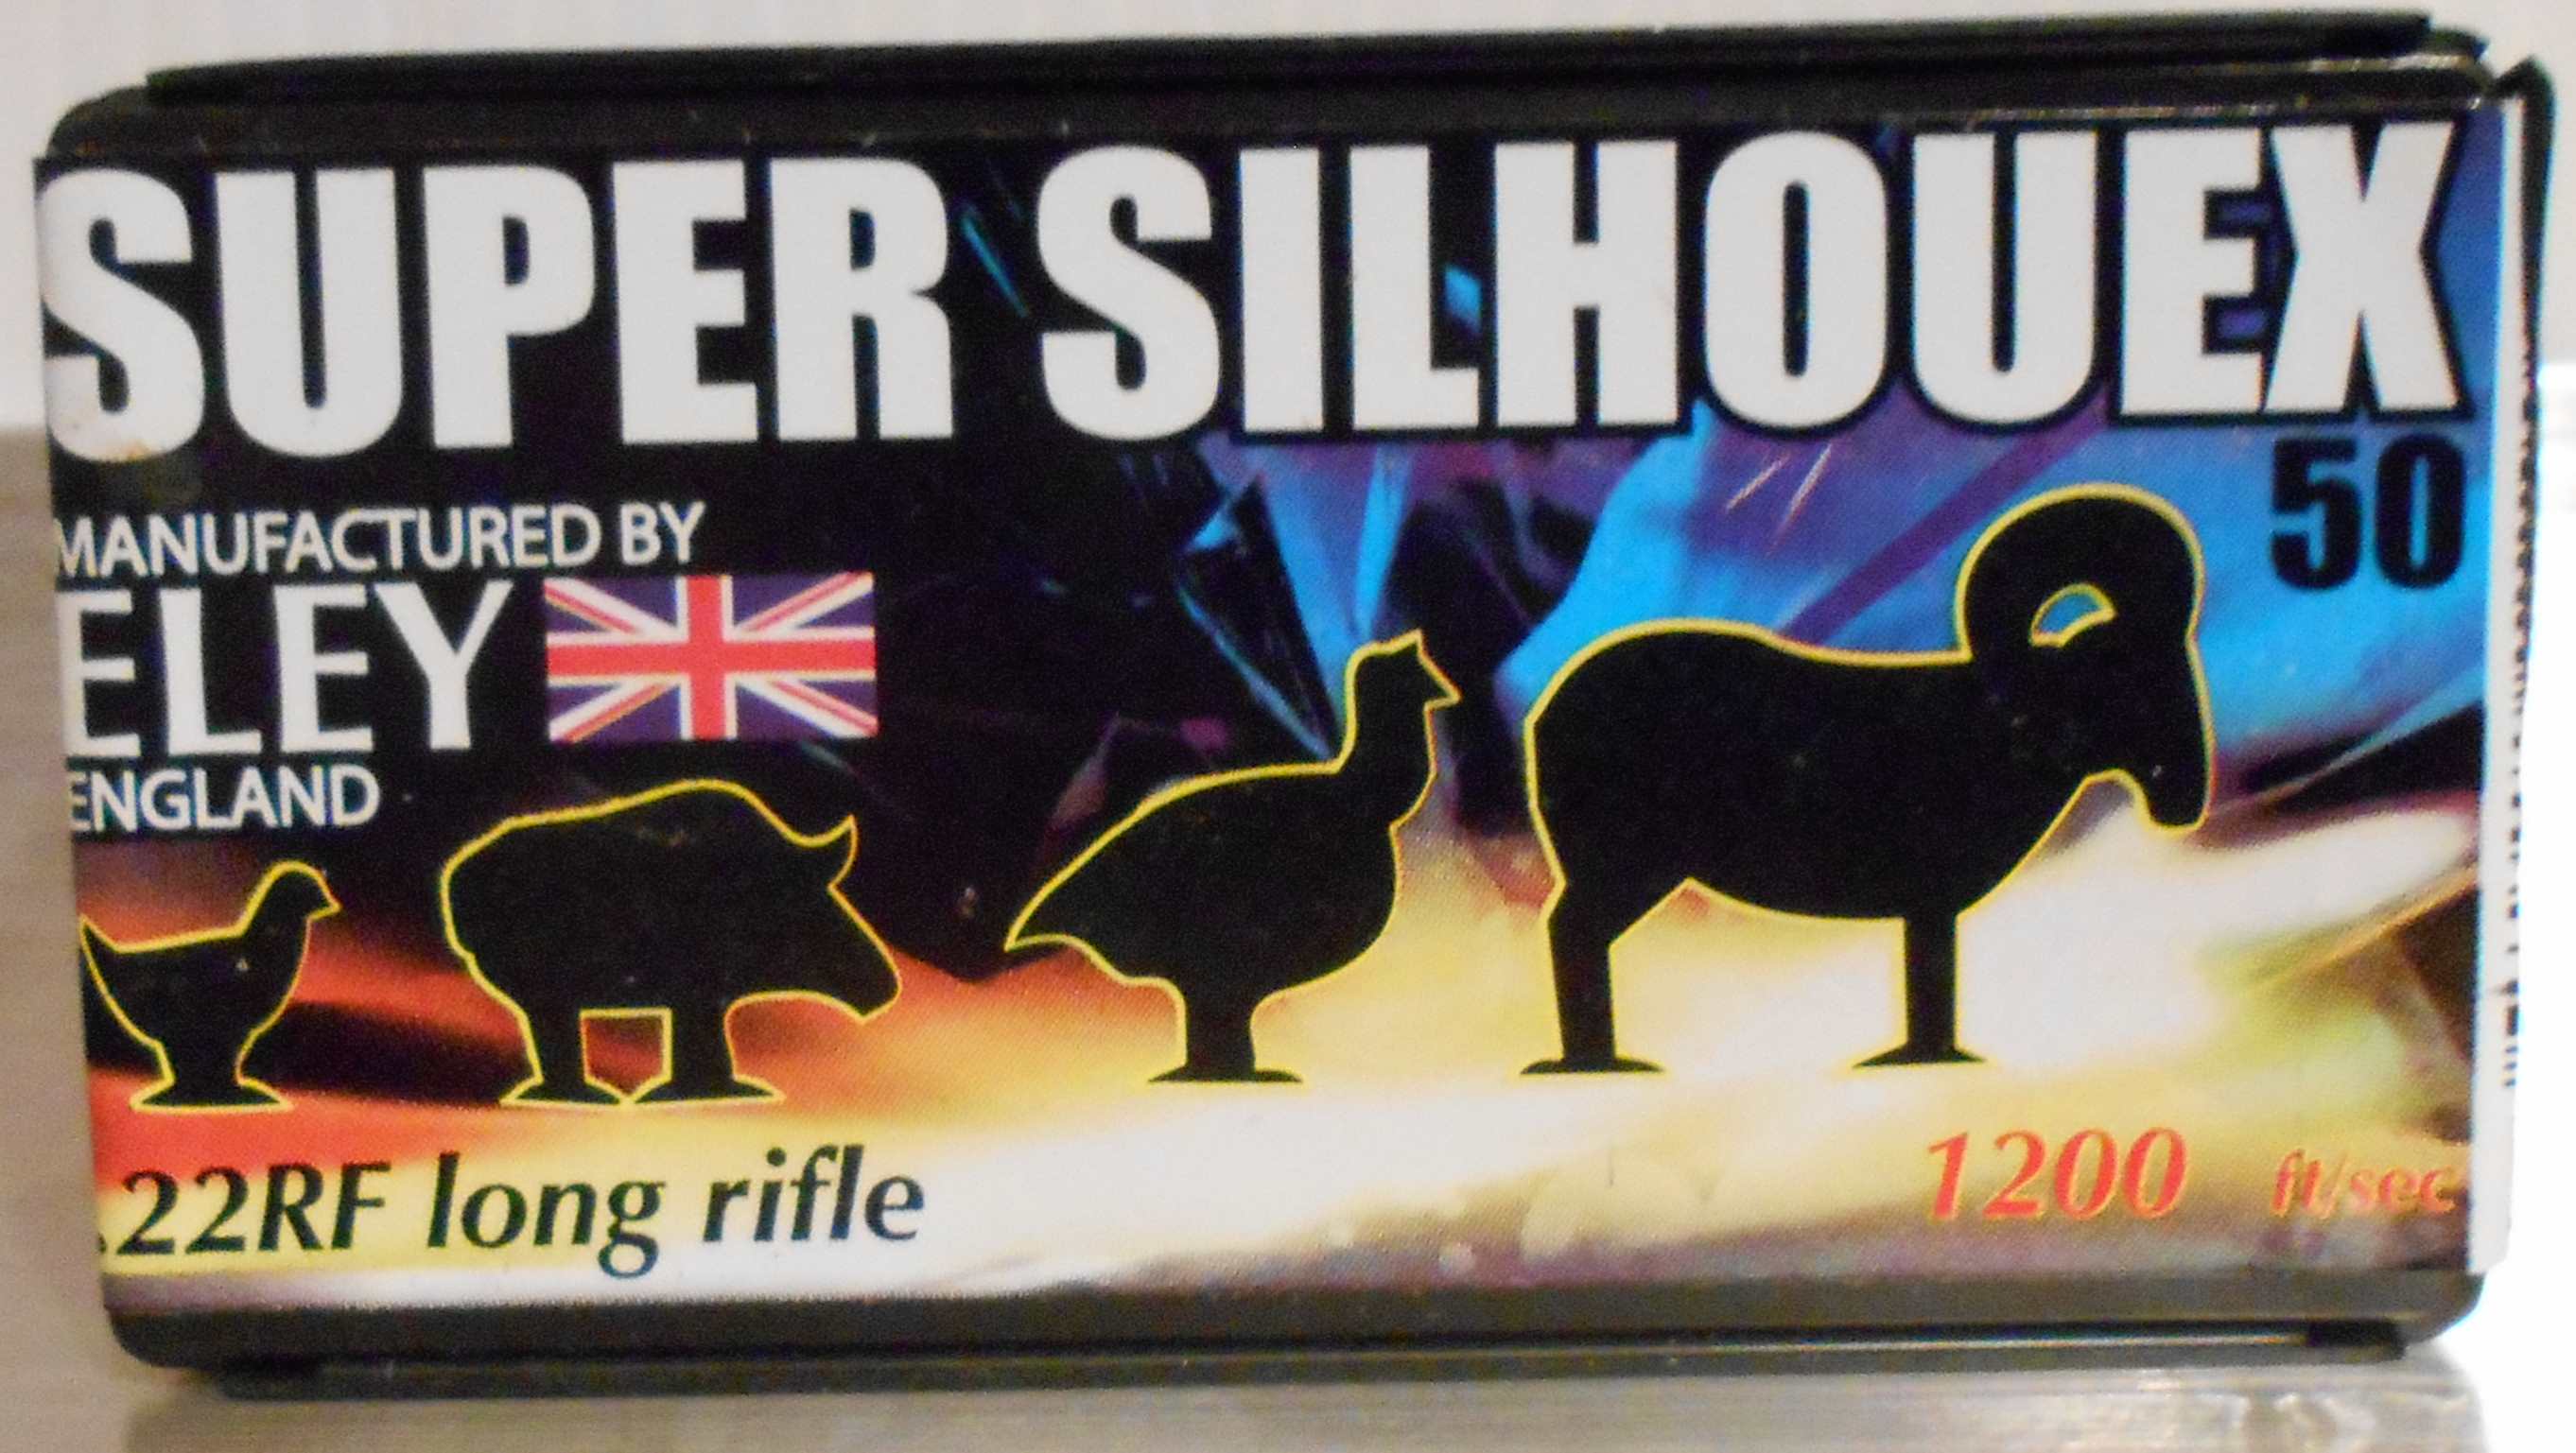 SUPER SILHOUEX
50
MANUFACTURED BY
ELEY
ENGLAND
.22RF long rifle
1200 ft/sec